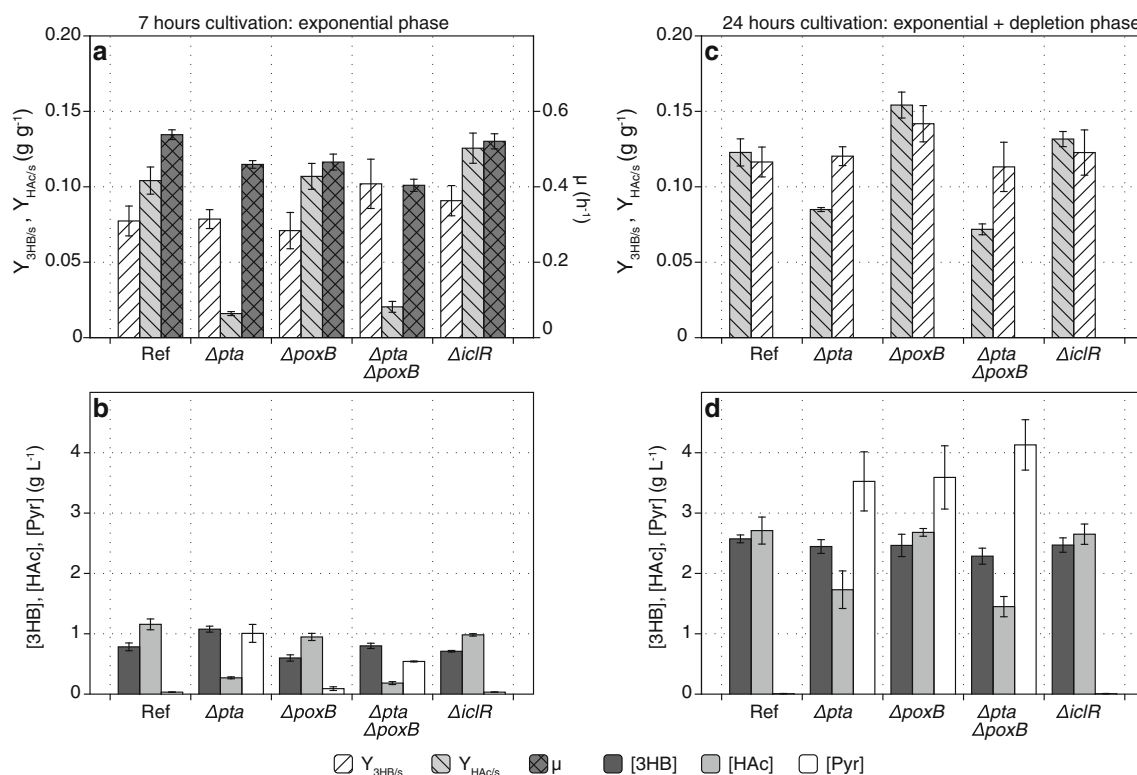 7 hours cultivation: exponential phase
24 hours cultivation: exponential + depletion phase
a
0.20
0.15
0.10
0.05
0
Y3HB/s, YHAc/s (g g-1)
0.6
0.4
0.2
0
μ (h-1)
Ref
Δpta
ΔpoxB
Δpta
ΔpoxB
ΔiclR
c
0.20
0.15
0.10
0.05
0
Y3HB/s, YHAc/s (g g-1)
Ref
Δpta
ΔpoxB
Δpta
ΔpoxB
ΔiclR
b
4
3
2
1
0
[3HB], [HAc], [Pyr] (g L-1)
Ref
Δpta
ΔpoxB
Δpta
ΔpoxB
ΔiclR
d
4
3
2
1
0
[3HB], [HAc], [Pyr] (g L-1)
Ref
Δpta
ΔpoxB
Δpta
ΔpoxB
ΔiclR
Y3HB/s YHAc/s μ [3HB] [HAc] [Pyr]